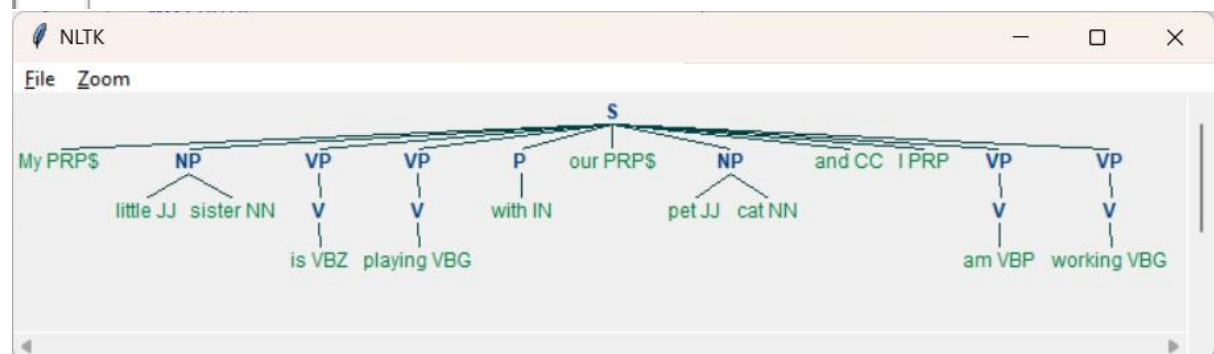 NLTK
File Zoom
S
My PRP$ NP VP VP P our PRP$ NP and CC I PRP VP VP
little JJ sister NN V V with IN pet JJ cat NN V V
is VBZ playing VBG am VBP working VBG